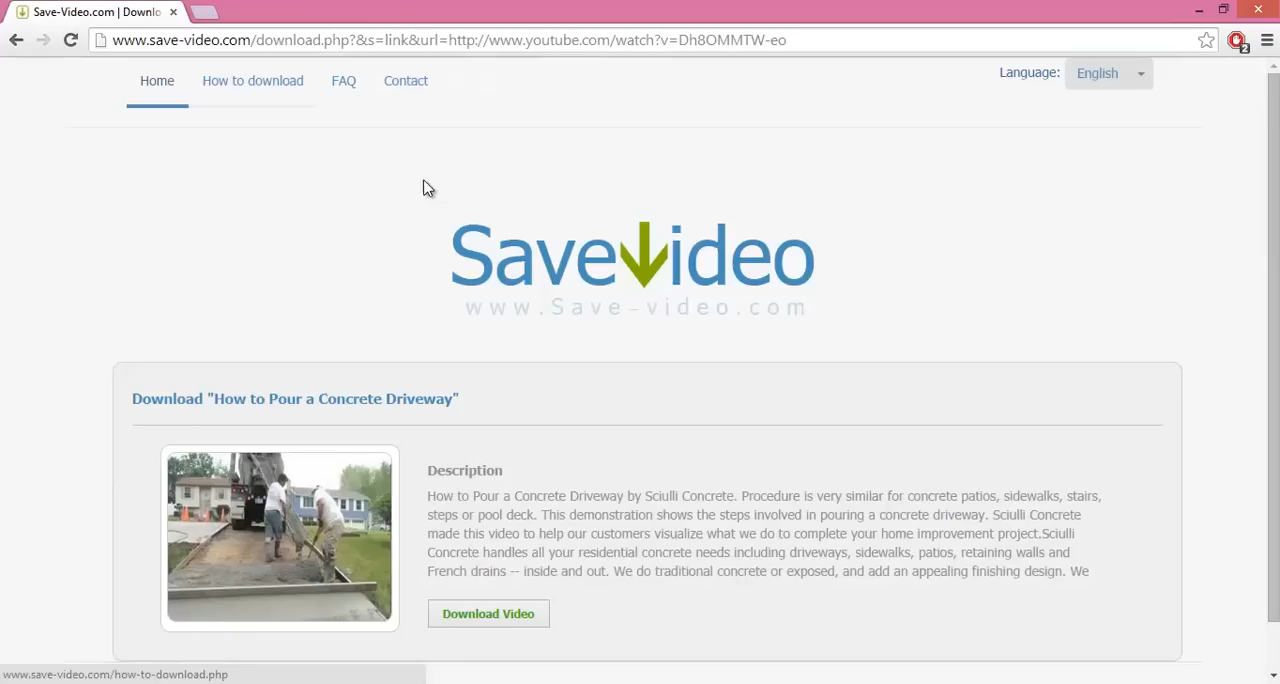 Save-Video.com | Downlo
www.save-video.com/download.php?&s=link&url=http://www.youtube.com/watch?v=Dh8OMMTW-eo
2
Home How to download FAQ Contact Language: English
Save ideo
www.Save-video.com
Download "How to Pour a Concrete Driveway"
Description
How to Pour a Concrete Driveway by Sciulli Concrete. Procedure is very similar for concrete patios, sidewalks, stairs,
steps or pool deck. This demonstration shows the steps involved in pouring a concrete driveway. Sciulli Concrete
made this video to help our customers visualize what we do to complete your home improvement project.Sciulli
Concrete handles all your residential concrete needs including driveways, sidewalks, patios, retaining walls and
French drains -- inside and out. We do traditional concrete or exposed, and add an appealing finishing design. We
Download Video
www.save-video.com/how-to-download.php